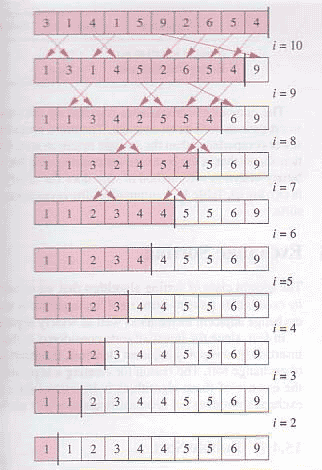 3 1 4 1 5 9 2 6 5 4
i = 10
1 3 1 4 5 2 6 5 4 9
i = 9
1 1 3 4 2 5 5 4 6 9
i = 8
1 1 3 2 4 5 4 5 6 9
i = 7
1 1 2 3 4 4 5 5 6 9
i = 6
1 1 2 3 4 4 5 5 6 9
i =5
1 1 2 3 4 4 5 5 6 9
i = 4
1 1 2 3 4 4 5 5 6 9
i = 3
1 1 2 3 4 4 5 5 6 9
i = 2
1 1 2 3 4 4 5 5 6 9